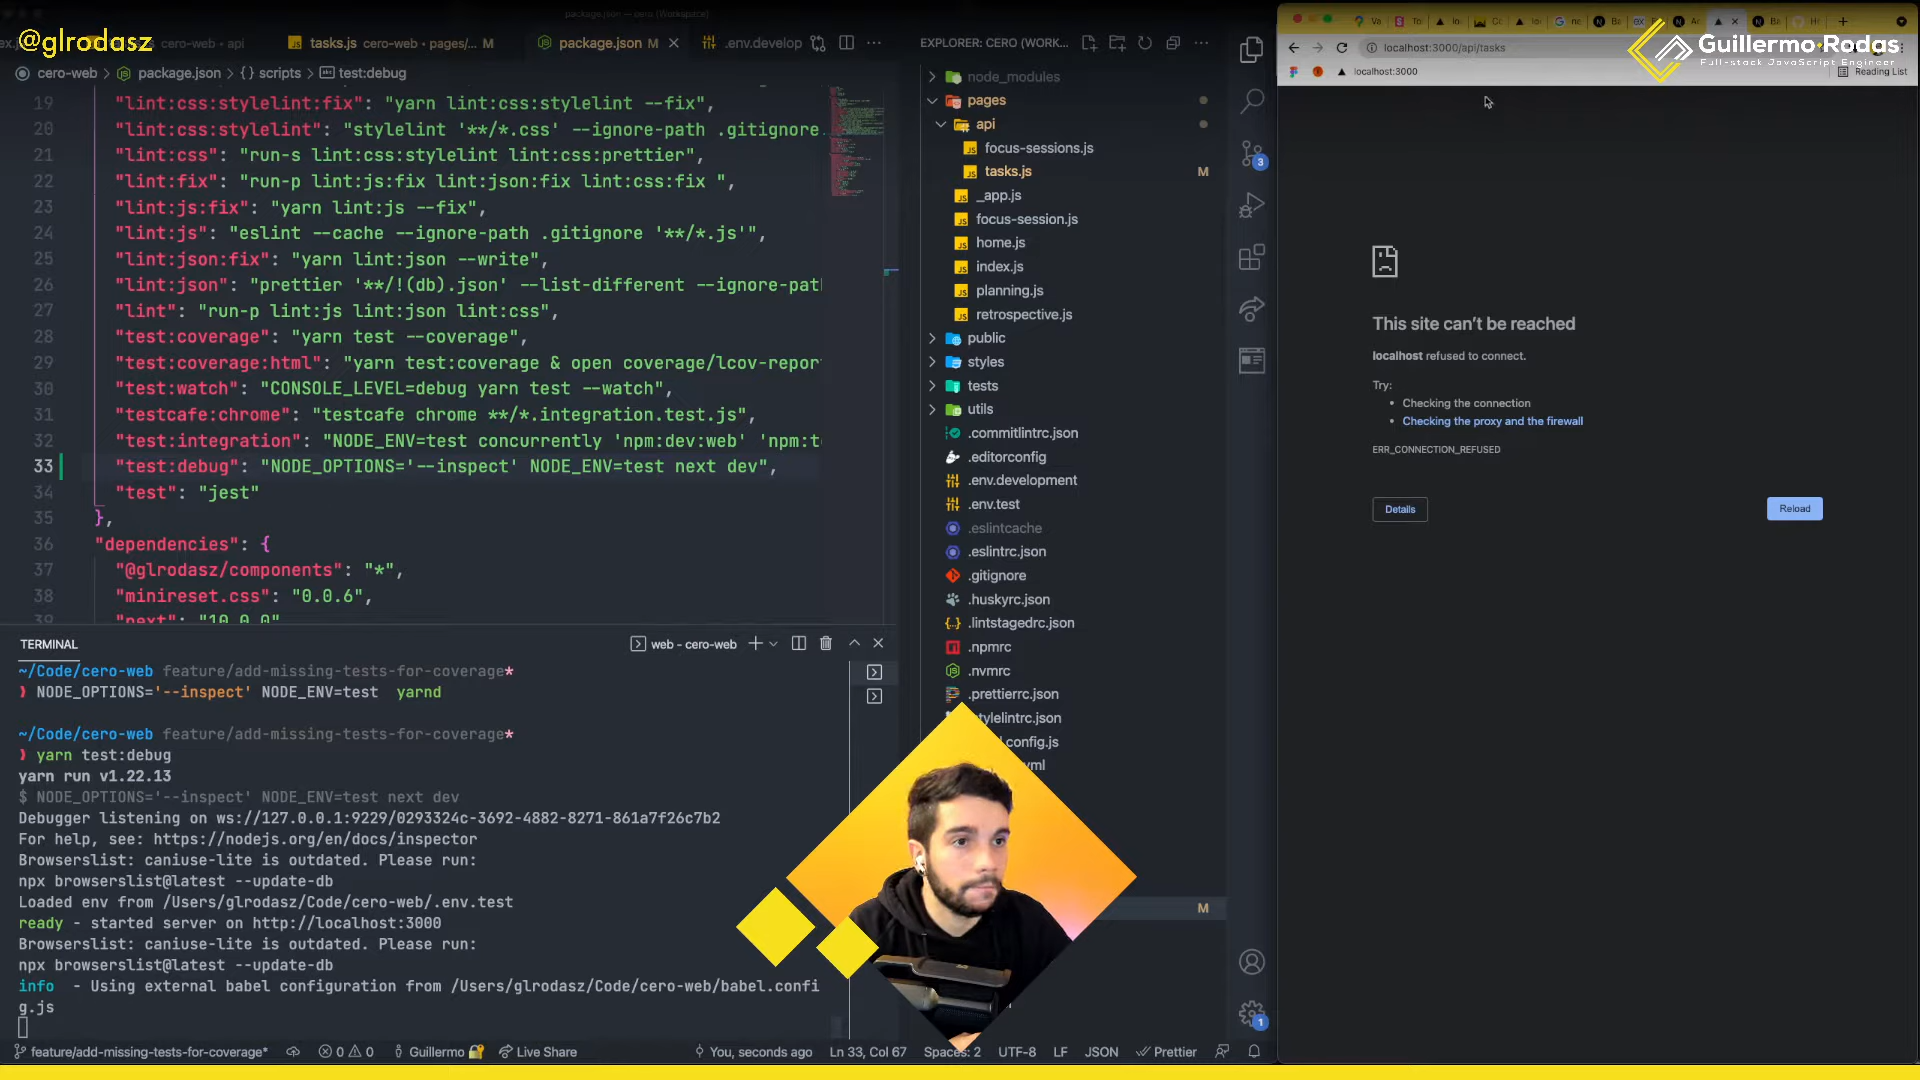 @glrodasz
cero-web › api
tasks.js cero-web › pages/... M
package.json M
.env.develop
EXPLORER: CERO (WORK...
cero-web › package.json › {} scripts › test:debug
19 "lint:css:stylelint:fix": "yarn lint:css:stylelint --fix",
20 "lint:css:stylelint": "stylelint '**/*.css' --ignore-path .gitignore
21 "lint:css": "run-s lint:css:stylelint lint:css:prettier",
22 "lint:fix": "run-p lint:js:fix lint:json:fix lint:css:fix ",
23 "lint:js:fix": "yarn lint:js --fix",
24 "lint:js": "eslint --cache --ignore-path .gitignore '**/*.js'",
25 "lint:json:fix": "yarn lint:json --write",
26 "lint:json": "prettier '**/!(db).json' --list-different --ignore-pat
27 "lint": "run-p lint:js lint:json lint:css",
28 "test:coverage": "yarn test --coverage",
29 "test:coverage:html": "yarn test:coverage & open coverage/lcov-repor
30 "test:watch": "CONSOLE_LEVEL=debug yarn test --watch",
31 "testcafe:chrome": "testcafe chrome **/*.integration.test.js",
32 "test:integration": "NODE_ENV=test concurrently 'npm:dev:web' 'npm:t
33 "test:debug": "NODE_OPTIONS='--inspect' NODE_ENV=test next dev",
34 "test": "jest"
35 },
36 "dependencies": {
37 "@glrodasz/components": "*",
38 "minireset.css": "0.0.6",
39 "next": "10.0.0"
TERMINAL
web - cero-web
~/Code/cero-web feature/add-missing-tests-for-coverage*
❯ NODE_OPTIONS='--inspect' NODE_ENV=test yarnd
~/Code/cero-web feature/add-missing-tests-for-coverage*
❯ yarn test:debug
yarn run v1.22.13
$ NODE_OPTIONS='--inspect' NODE_ENV=test next dev
Debugger listening on ws://127.0.0.1:9229/0293324c-3692-4882-8271-861a7f26c7b2
For help, see: https://nodejs.org/en/docs/inspector
Browserslist: caniuse-lite is outdated. Please run:
npx browserslist@latest --update-db
Loaded env from /Users/glrodasz/Code/cero-web/.env.test
ready - started server on http://localhost:3000
Browserslist: caniuse-lite is outdated. Please run:
npx browserslist@latest --update-db
info - Using external babel configuration from /Users/glrodasz/Code/cero-web/babel.confi
g.js
node_modules
pages
api
focus-sessions.js
tasks.js M
_app.js
focus-session.js
home.js
index.js
planning.js
retrospective.js
public
styles
tests
utils
.commitlintrc.json
.editorconfig
.env.development
.env.test
.eslintcache
.eslintrc.json
.gitignore
.huskyrc.json
.lintstagedrc.json
.npmrc
.nvmrc
.prettierrc.json
tylelintrc.json
config.js
ml
M
3
1
feature/add-missing-tests-for-coverage*
0 0
Guillermo
Live Share
You, seconds ago
Ln 33, Col 67
Spaces: 2
UTF-8
LF
JSON
Prettier
localhost:3000/api/tasks
localhost:3000
Reading List
Guillermo Rodas
Full-stack JavaScript Engineer
This site can't be reached
localhost refused to connect.
Try:
• Checking the connection
• Checking the proxy and the firewall
ERR_CONNECTION_REFUSED
Details
Reload